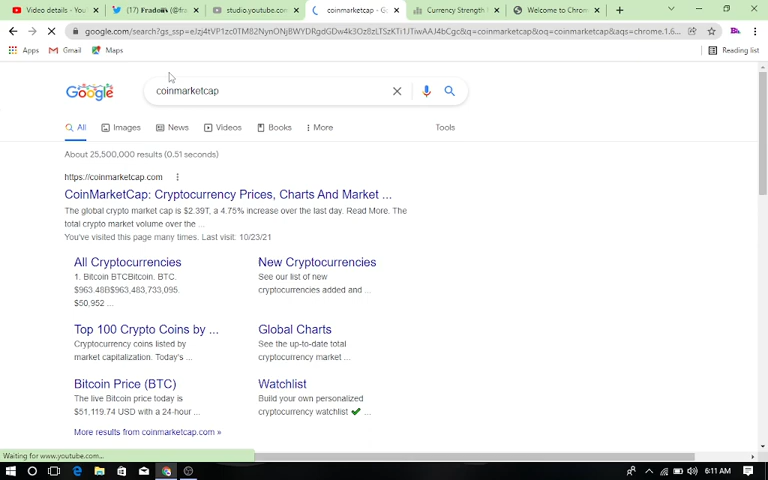 Video details - Yo
(17) Fradoun (@fra
studio.youtube.com
coinmarketcap - G
Currency Strength
Welcome to Chrom
google.com/search?gs_ssp=eJzj4tVP1zc0TM82NynONjBWYDRgdGDw4k3Oz8zLTSzKTi1JTiwAAJ4bCgg&q=coinmarketcap&oq=coinmarketcap&aqs=chrome.1.6...
Apps
Gmail
Maps
Reading list
Google
coinmarketcap
All
Images
News
Videos
Books
More
Tools
About 25,500,000 results (0.51 seconds)
https://coinmarketcap.com
CoinMarketCap: Cryptocurrency Prices, Charts And Market ...
The global crypto market cap is $2.39T, a 4.75% increase over the last day. Read More. The
total crypto market volume over the ...
You've visited this page many times. Last visit: 10/23/21
All Cryptocurrencies
1. Bitcoin BTCBitcoin. BTC.
$963.48B$963,483,733,095.
$50,952 ...
New Cryptocurrencies
See our list of new
cryptocurrencies added and ...
Top 100 Crypto Coins by ...
Cryptocurrency coins listed by
market capitalization. Today's ...
Global Charts
See the up-to-date total
cryptocurrency market ...
Bitcoin Price (BTC)
The live Bitcoin price today is
$51,119.74 USD with a 24-hour ...
Watchlist
Build your own personalized
cryptocurrency watchlist ✔ ...
More results from coinmarketcap.com »
Waiting for www.youtube.com...
6:11 AM